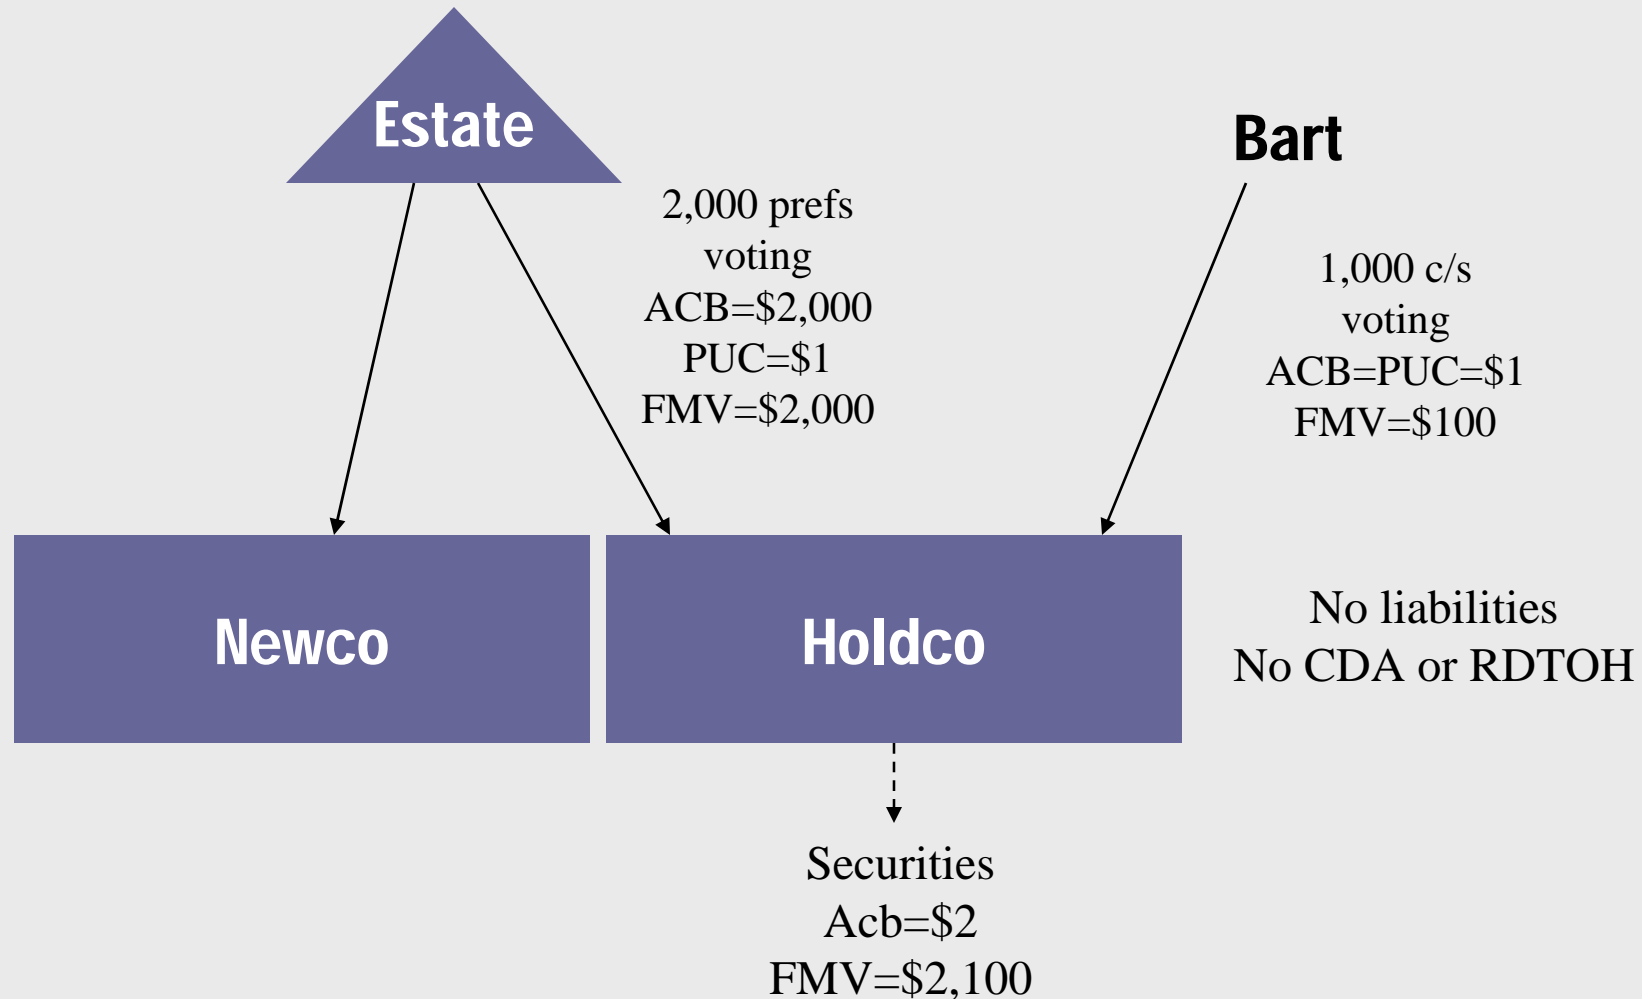 Estate
Bart
2,000 prefs
voting
ACB=$2,000
PUC=$1
FMV=$2,000
1,000 c/s
voting
ACB=PUC=$1
FMV=$100
Newco
Holdco
No liabilities
No CDA or RDTOH
Securities
Acb=$2
FMV=$2,100